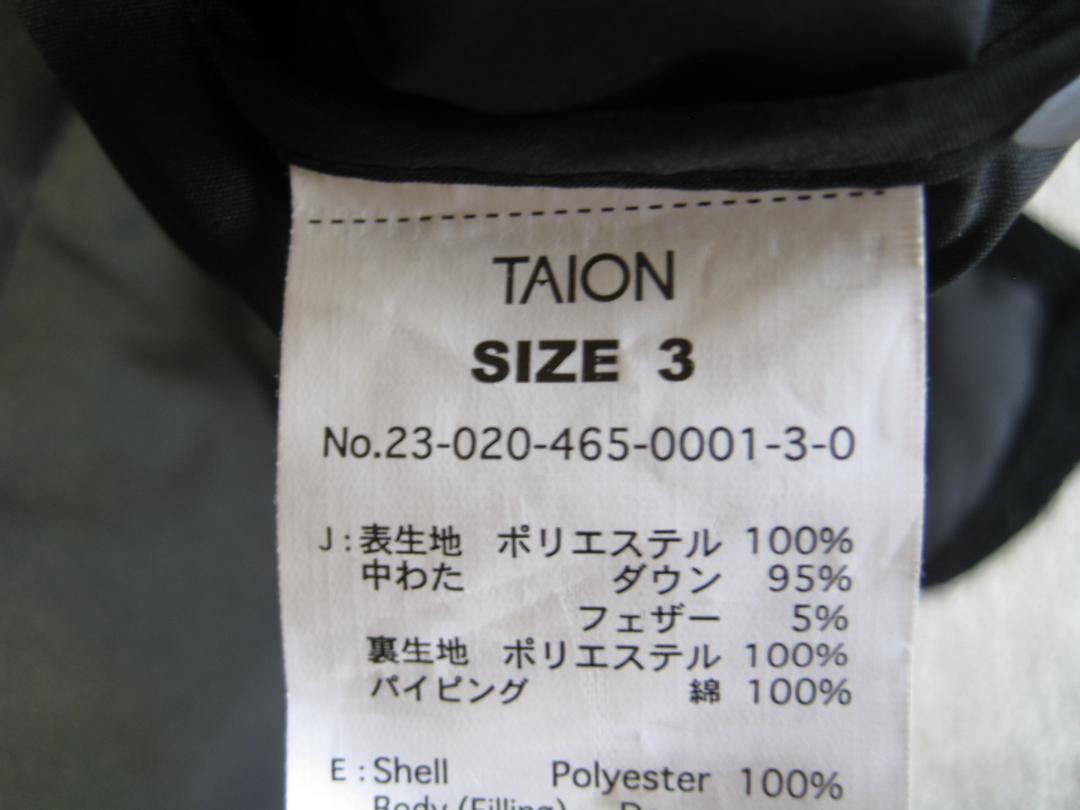 TAION
SIZE 3
No.23-020-465-0001-3-0
J:表生地 ポリエステル 100%
中わた ダウン 95%
フェザー 5%
裏生地 ポリエステル 100%
パイピング 綿 100%
E:Shell Polyester 100%
Body (Filling)